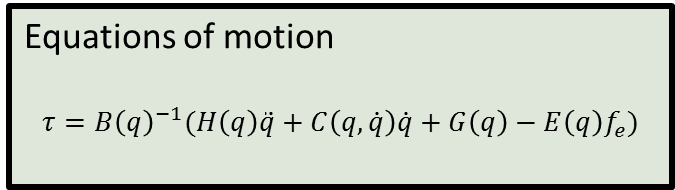 Equations of motion
τ = B(q)⁻¹(H(q)q̈ + C(q, q̇)q̇ + G(q) − E(q)fₑ)